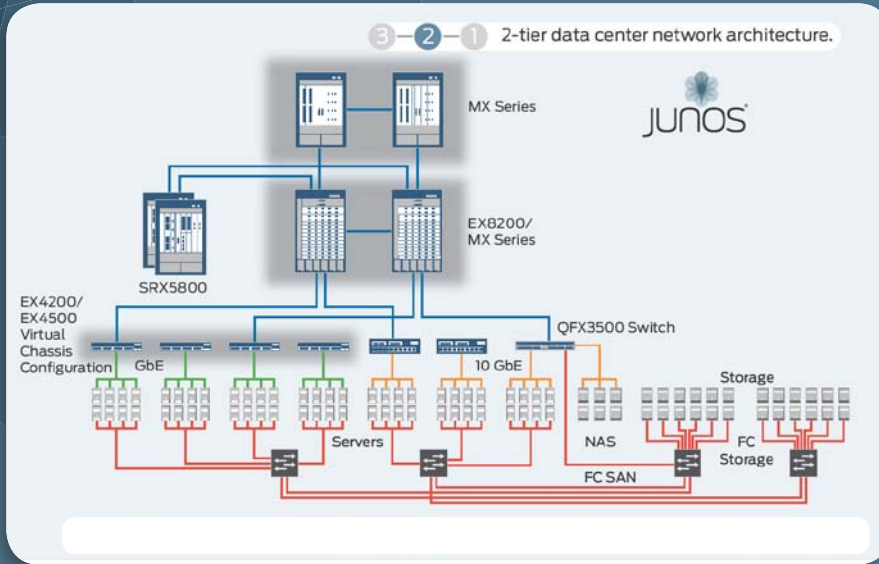 3 2 1 2-tier data center network architecture.
MX Series
JUNOS
EX8200/
MX Series
SRX5800
EX4200/
EX4500
Virtual
Chassis
Configuration
GbE
QFX3500 Switch
10 GbE
Storage
Servers
NAS
FC
Storage
FC SAN